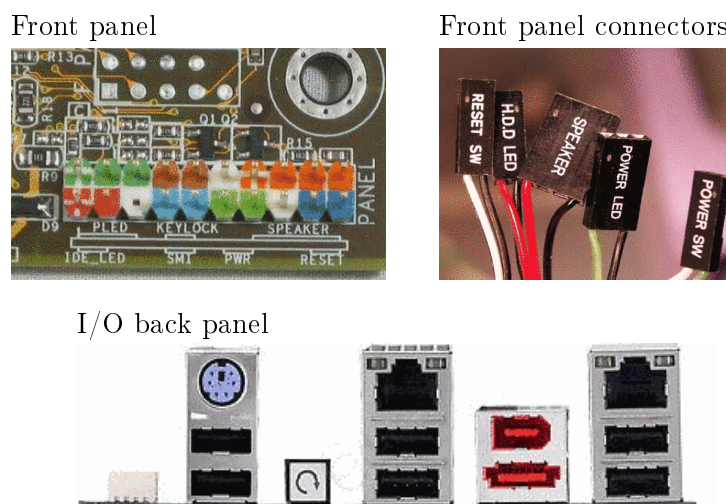 Front panel
Front panel connectors
R13
12
P
R18
Q1 Q2
R15
R9
PANEL
D9
PLED KEYLOCK SPEAKER
IDE_LED SMI PWR RESET
RESET SW
H.D.D LED
SPEAKER
POWER LED
POWER SW
I/O back panel